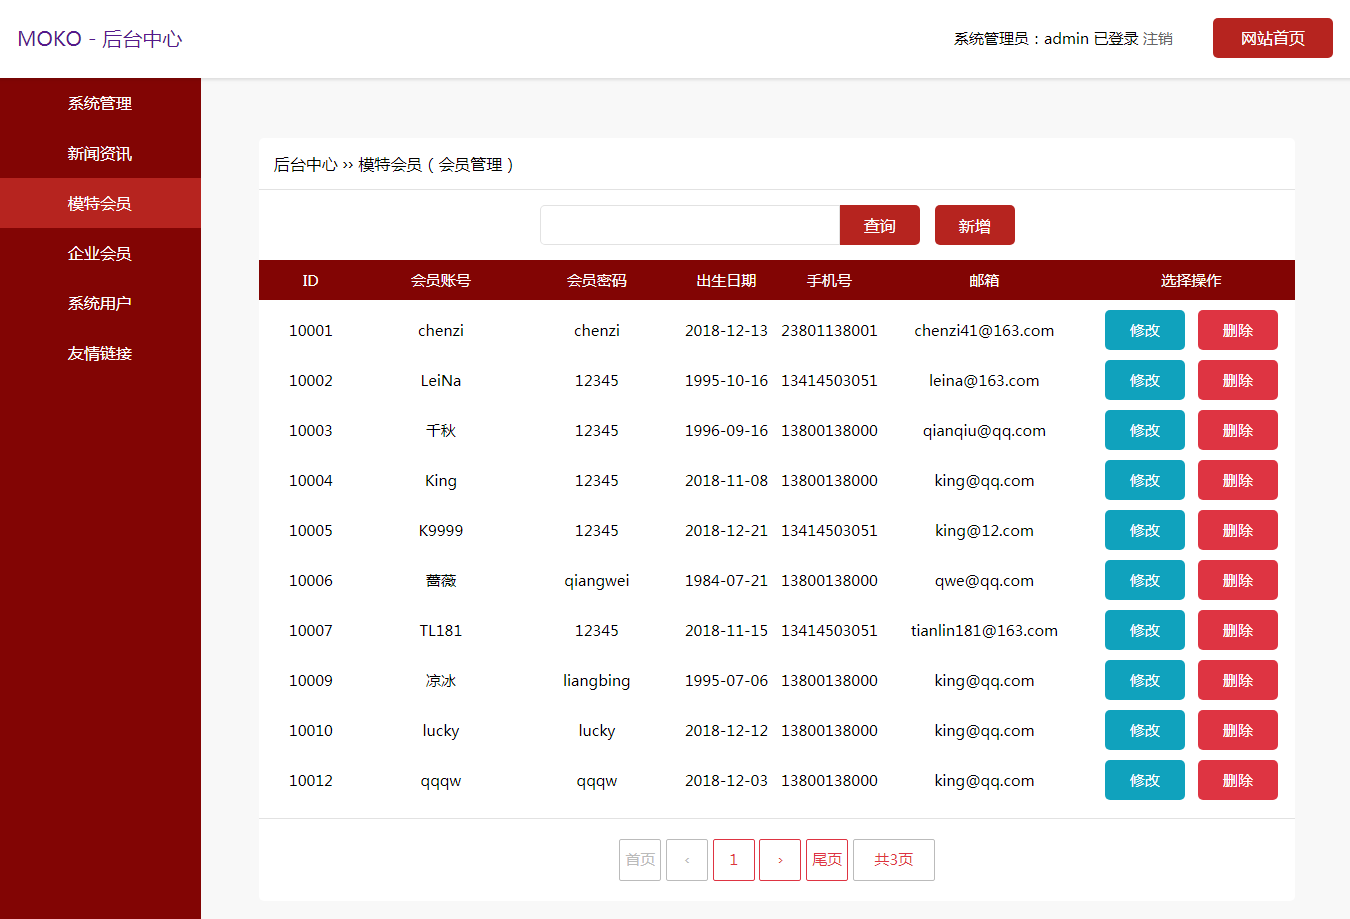 MOKO - 后台中心
系统管理员：admin 已登录 注销
网站首页
系统管理
新闻资讯
模特会员
企业会员
系统用户
友情链接
后台中心 ›› 模特会员 ( 会员管理 )
查询 新增
ID 会员账号 会员密码 出生日期 手机号 邮箱 选择操作
10001 chenzi chenzi 2018-12-13 23801138001 chenzi41@163.com 修改 删除
10002 LeiNa 12345 1995-10-16 13414503051 leina@163.com 修改 删除
10003 千秋 12345 1996-09-16 13800138000 qianqiu@qq.com 修改 删除
10004 King 12345 2018-11-08 13800138000 king@qq.com 修改 删除
10005 K9999 12345 2018-12-21 13414503051 king@12.com 修改 删除
10006 蔷薇 qiangwei 1984-07-21 13800138000 qwe@qq.com 修改 删除
10007 TL181 12345 2018-11-15 13414503051 tianlin181@163.com 修改 删除
10009 凉冰 liangbing 1995-07-06 13800138000 king@qq.com 修改 删除
10010 lucky lucky 2018-12-12 13800138000 king@qq.com 修改 删除
10012 qqqw qqqw 2018-12-03 13800138000 king@qq.com 修改 删除
首页 ‹ 1 › 尾页 共3页